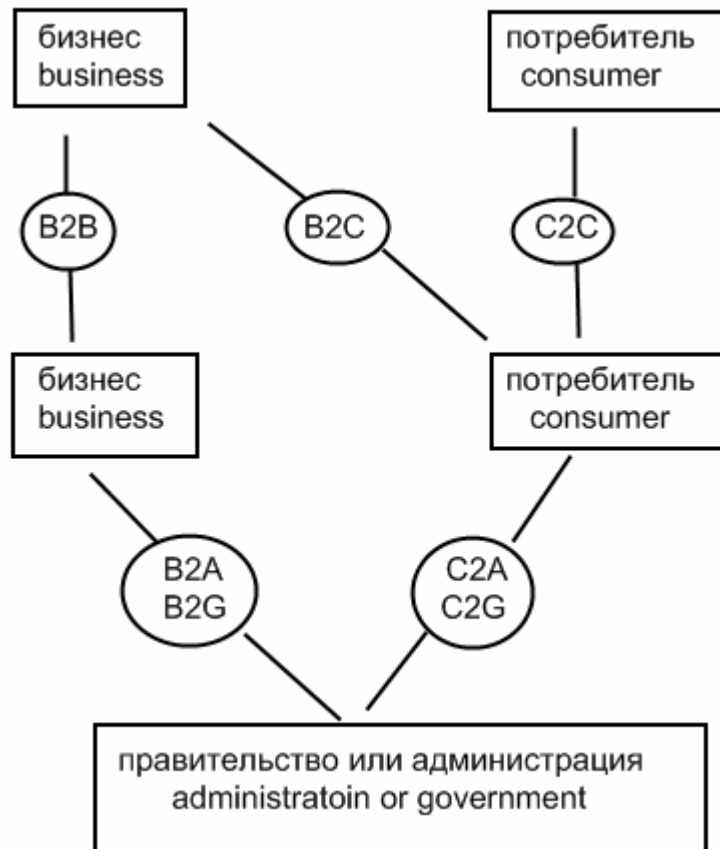 бизнес
business
потребитель
consumer
B2B
B2C
C2C
бизнес
business
потребитель
consumer
B2A
B2G
C2A
C2G
правительство или администрация
administratoin or government